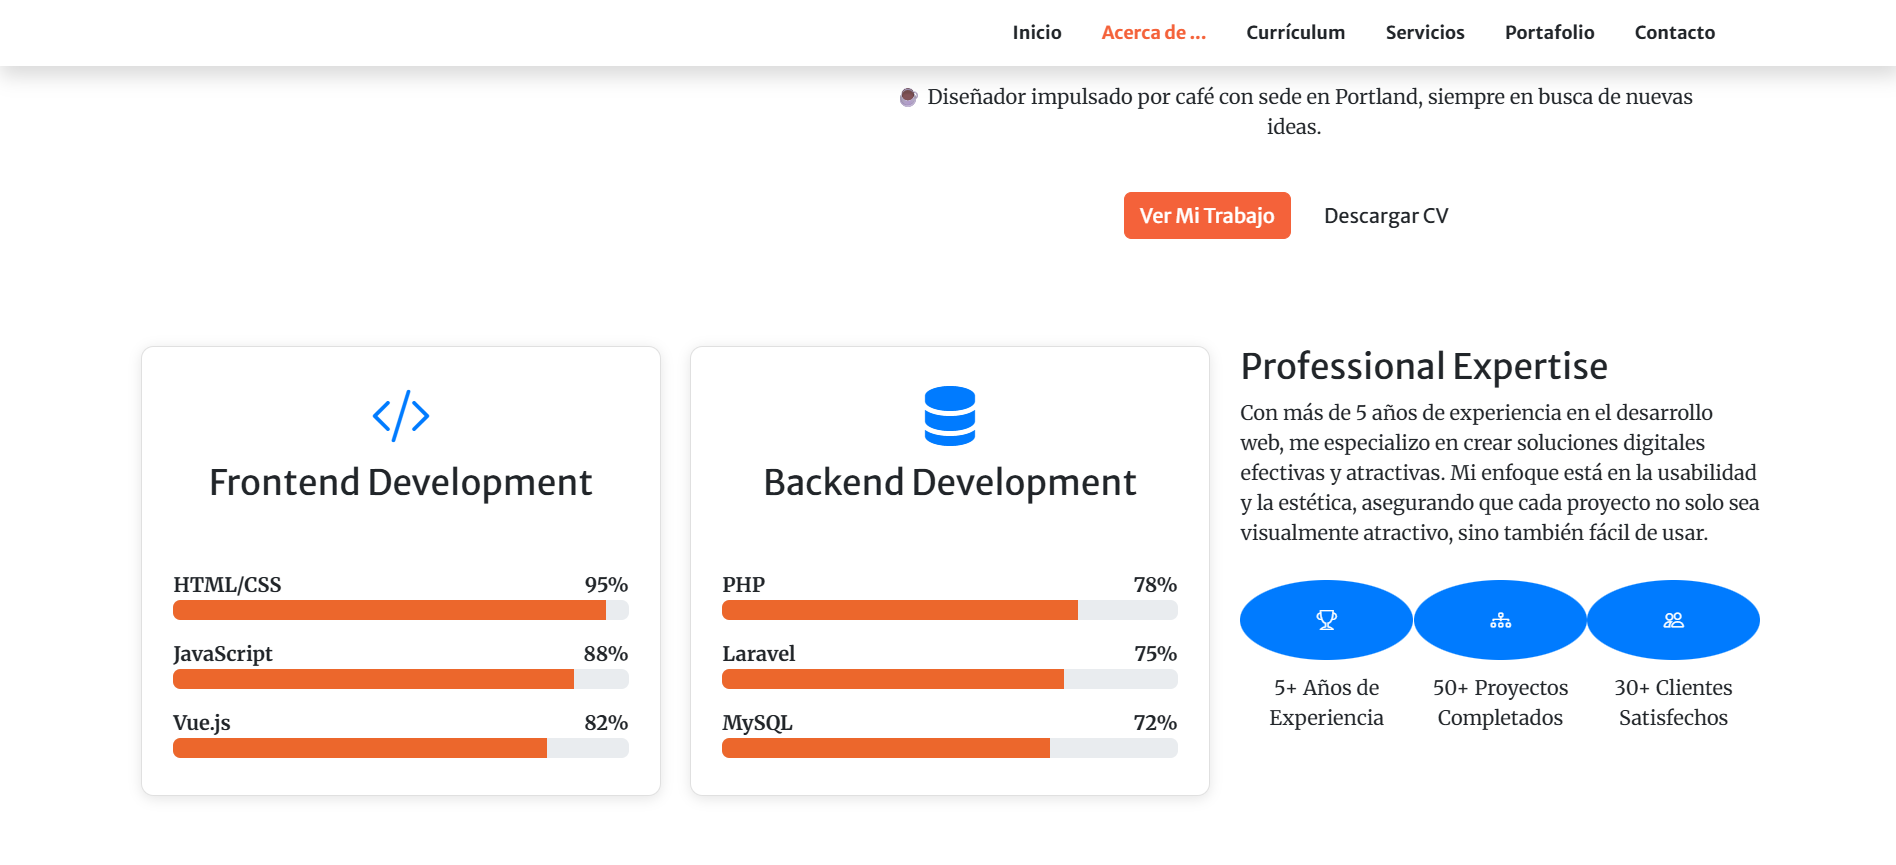 Inicio Acerca de ... Currículum Servicios Portafolio Contacto
Diseñador impulsado por café con sede en Portland, siempre en busca de nuevas
ideas.
Ver Mi Trabajo Descargar CV
Frontend Development
HTML/CSS 95%
JavaScript 88%
Vue.js 82%
Backend Development
PHP 78%
Laravel 75%
MySQL 72%
Professional Expertise
Con más de 5 años de experiencia en el desarrollo
web, me especializo en crear soluciones digitales
efectivas y atractivas. Mi enfoque está en la usabilidad
y la estética, asegurando que cada proyecto no solo sea
visualmente atractivo, sino también fácil de usar.
5+ Años de
Experiencia
50+ Proyectos
Completados
30+ Clientes
Satisfechos